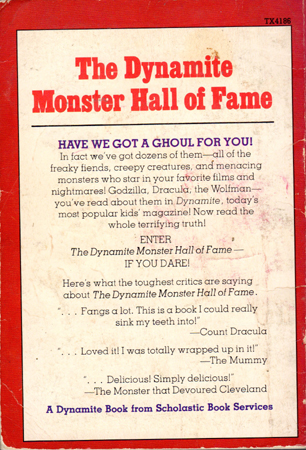 TX4186
The Dynamite
Monster Hall of Fame
HAVE WE GOT A GHOUL FOR YOU!
In fact we've got dozens of them—all of the
freaky fiends, creepy creatures, and menacing
monsters who star in your favorite films and
nightmares! Godzilla, Dracula, the Wolfman—
you've read about them in Dynamite, today's
most popular kids' magazine! Now read the
whole terrifying truth!
ENTER
The Dynamite Monster Hall of Fame —
IF YOU DARE!
Here's what the toughest critics are saying
about The Dynamite Monster Hall of Fame.
". . . Fangs a lot. This is a book I could really
sink my teeth into!"
—Count Dracula
". . . Loved it! I was totally wrapped up in it!"
—The Mummy
". . . Delicious! Simply delicious!"
—The Monster that Devoured Cleveland
A Dynamite Book from Scholastic Book Services